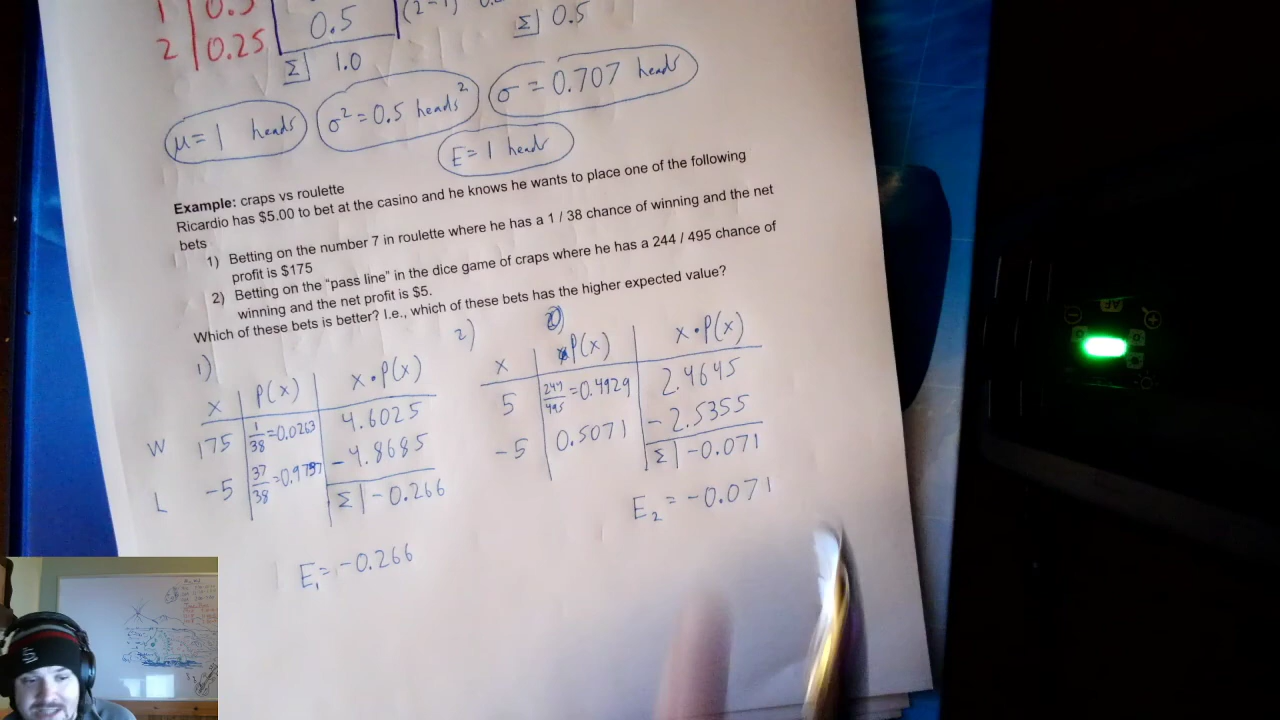 1 | 0.5
2 | 0.25
0.5
Σ| 1.0
(2-1)
Σ| 0.5
μ = 1 heads
σ² = 0.5 heads²
σ = 0.707 heads
E = 1 head
Example: craps vs roulette
Ricardio has $5.00 to bet at the casino and he knows he wants to place one of the following
bets
1) Betting on the number 7 in roulette where he has a 1 / 38 chance of winning and the net
profit is $175
2) Betting on the “pass line” in the dice game of craps where he has a 244 / 495 chance of
winning and the net profit is $5.
Which of these bets is better? I.e., which of these bets has the higher expected value?
1)
x | P(x) | x•P(x)
W 175 | 1/38 =0.0263 | 4.6025
L -5 | 37/38 =0.9737 | -4.8685
Σ| -0.266
E₁= -0.266
2)
x | P(x) | x•P(x)
5 | 244/495 =0.4929 | 2.4645
-5 | 0.5071 | -2.5355
Σ| -0.071
E₂ = -0.071
AF